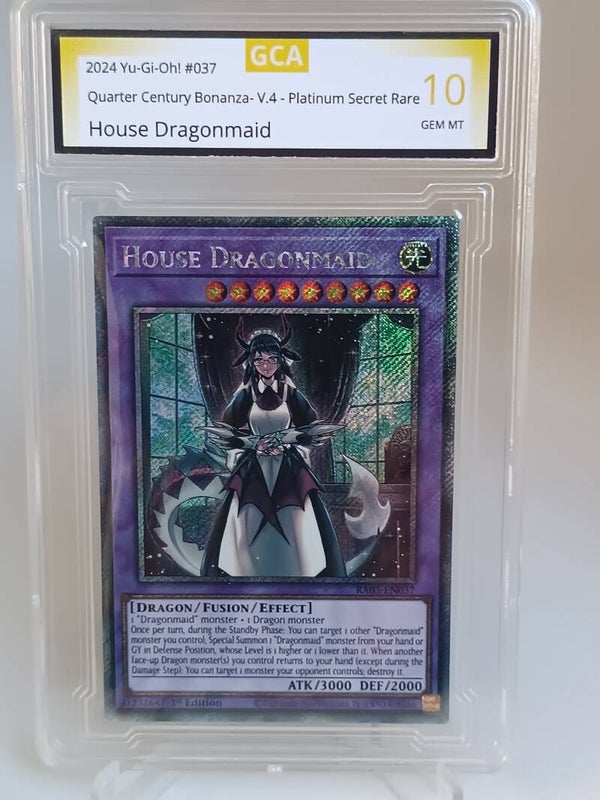 GCA
2024 Yu-Gi-Oh! #037
Quarter Century Bonanza- V.4 - Platinum Secret Rare
10
House Dragonmaid
GEM MT
HOUSE DRAGONMAID
光
RA03-EN037
[DRAGON/FUSION/EFFECT]
1 "Dragonmaid" monster + 1 Dragon monster
Once per turn, during the Standby Phase: You can target 1 other "Dragonmaid"
monster you control; Special Summon 1 "Dragonmaid" monster from your hand or
GY in Defense Position, whose Level is 1 higher or 1 lower than it. When another
face-up Dragon monster(s) you control returns to your hand (except during the
Damage Step): You can target 1 monster your opponent controls; destroy it.
ATK/3000 DEF/2000
1st Edition